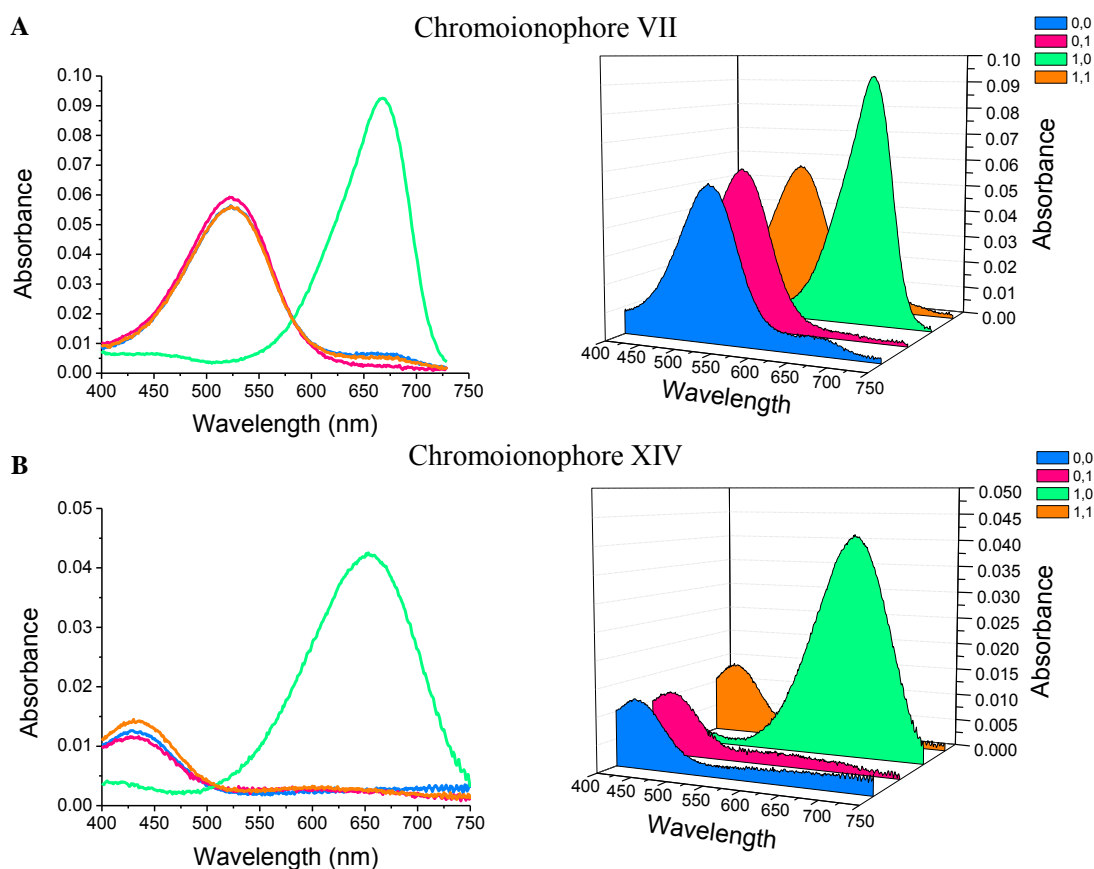 A
Chromoionophore VII
0.10
0.09
0.08
0.07
0.06
0.05
0.04
0.03
0.02
0.01
0.00
Absorbance
400 450 500 550 600 650 700 750
Wavelength (nm)
0,0
0,1
1,0
1,1
0.10
0.09
0.08
0.07
0.06
0.05
0.04
0.03
0.02
0.01
0.00
Absorbance
400 450 500 550 600 650 700 750
Wavelength
B
Chromoionophore XIV
0.05
0.04
0.03
0.02
0.01
0.00
Absorbance
400 450 500 550 600 650 700 750
Wavelength (nm)
0,0
0,1
1,0
1,1
0.050
0.045
0.040
0.035
0.030
0.025
0.020
0.015
0.010
0.005
0.000
Absorbance
400 450 500 550 600 650 700 750
Wavelength